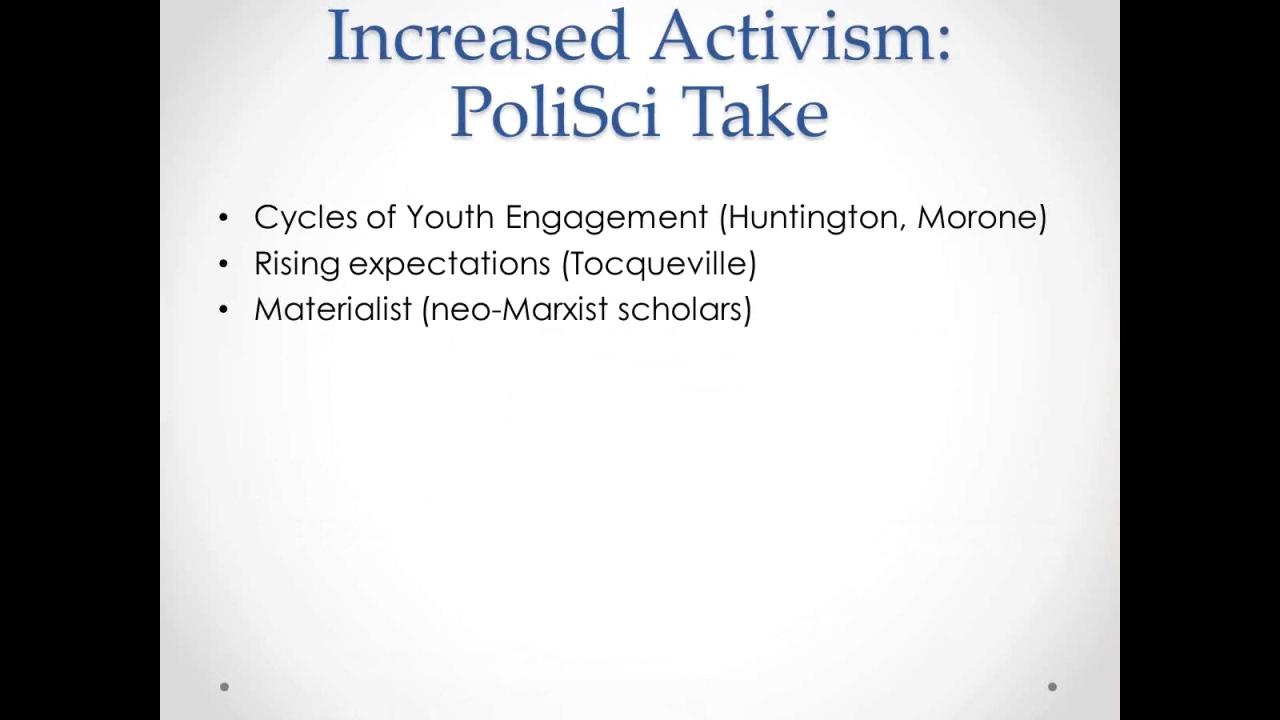 Increased Activism:
PoliSci Take
• Cycles of Youth Engagement (Huntington, Morone)
• Rising expectations (Tocqueville)
• Materialist (neo-Marxist scholars)